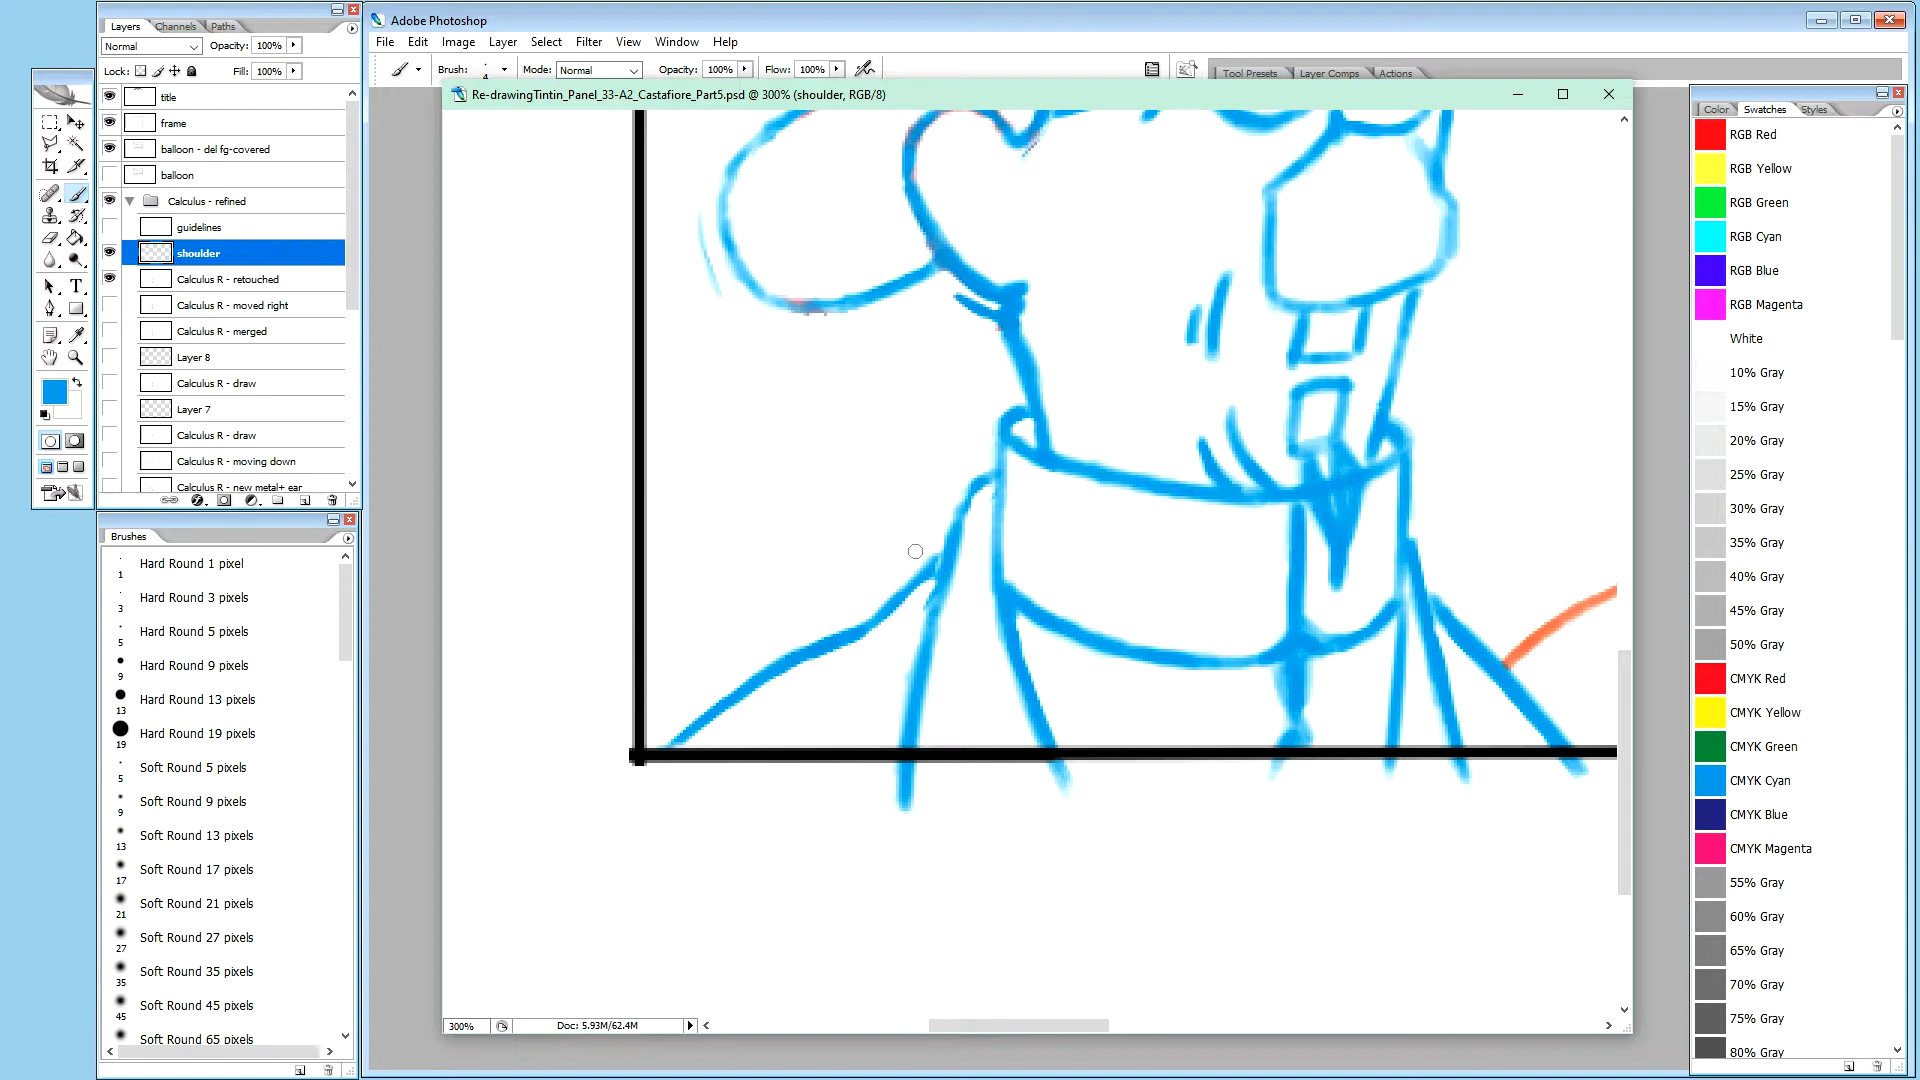 Adobe Photoshop
File Edit Image Layer Select Filter View Window Help
Brush: 4 Mode: Normal Opacity: 100% Flow: 100%
Tool Presets Layer Comps Actions
Layers Channels Paths
Normal Opacity: 100%
Lock: Fill: 100%
title
frame
balloon - del fg-covered
balloon
Calculus - refined
guidelines
shoulder
Calculus R - retouched
Calculus R - moved right
Calculus R - merged
Layer 8
Calculus R - draw
Layer 7
Calculus R - draw
Calculus R - moving down
Calculus R - new metal+ ear
Brushes
1 Hard Round 1 pixel
3 Hard Round 3 pixels
5 Hard Round 5 pixels
9 Hard Round 9 pixels
13 Hard Round 13 pixels
19 Hard Round 19 pixels
5 Soft Round 5 pixels
9 Soft Round 9 pixels
13 Soft Round 13 pixels
17 Soft Round 17 pixels
21 Soft Round 21 pixels
27 Soft Round 27 pixels
35 Soft Round 35 pixels
45 Soft Round 45 pixels
Soft Round 65 pixels
Re-drawingTintin_Panel_33-A2_Castafiore_Part5.psd @ 300% (shoulder, RGB/8)
300% Doc: 5.93M/62.4M
Color Swatches Styles
RGB Red
RGB Yellow
RGB Green
RGB Cyan
RGB Blue
RGB Magenta
White
10% Gray
15% Gray
20% Gray
25% Gray
30% Gray
35% Gray
40% Gray
45% Gray
50% Gray
CMYK Red
CMYK Yellow
CMYK Green
CMYK Cyan
CMYK Blue
CMYK Magenta
55% Gray
60% Gray
65% Gray
70% Gray
75% Gray
80% Gray